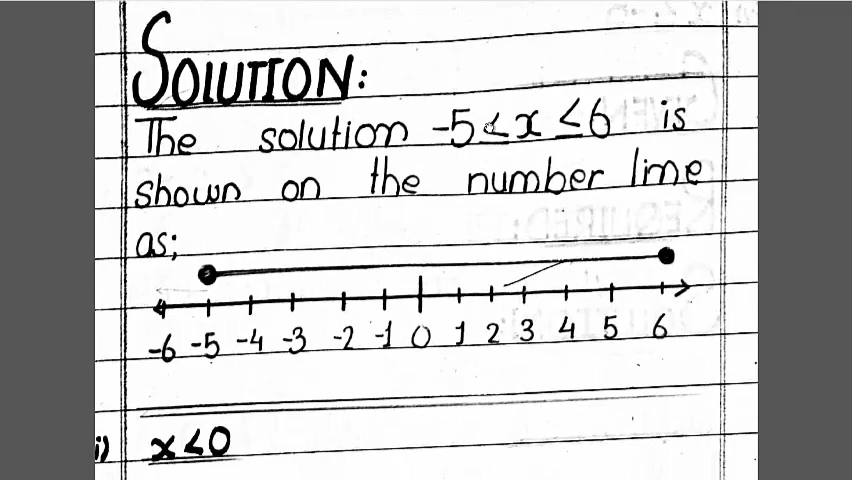 SOLUTION:
The solution -5 ≤ x ≤ 6 is
shown on the number line
as;
-6 -5 -4 -3 -2 -1 0 1 2 3 4 5 6
i) x < 0